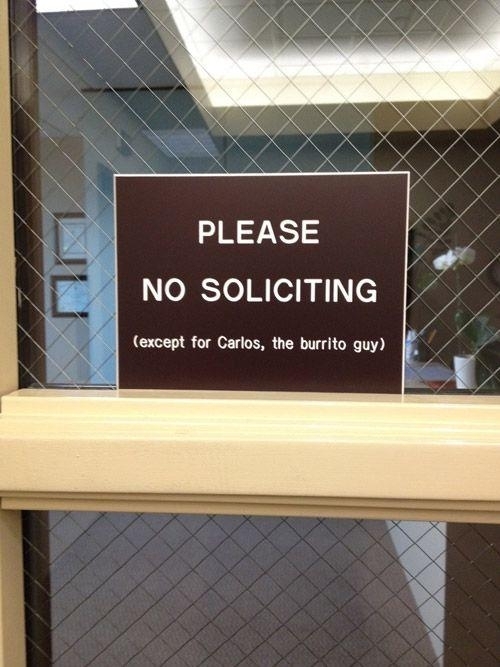 PLEASE
NO SOLICITING
(except for Carlos, the burrito guy)